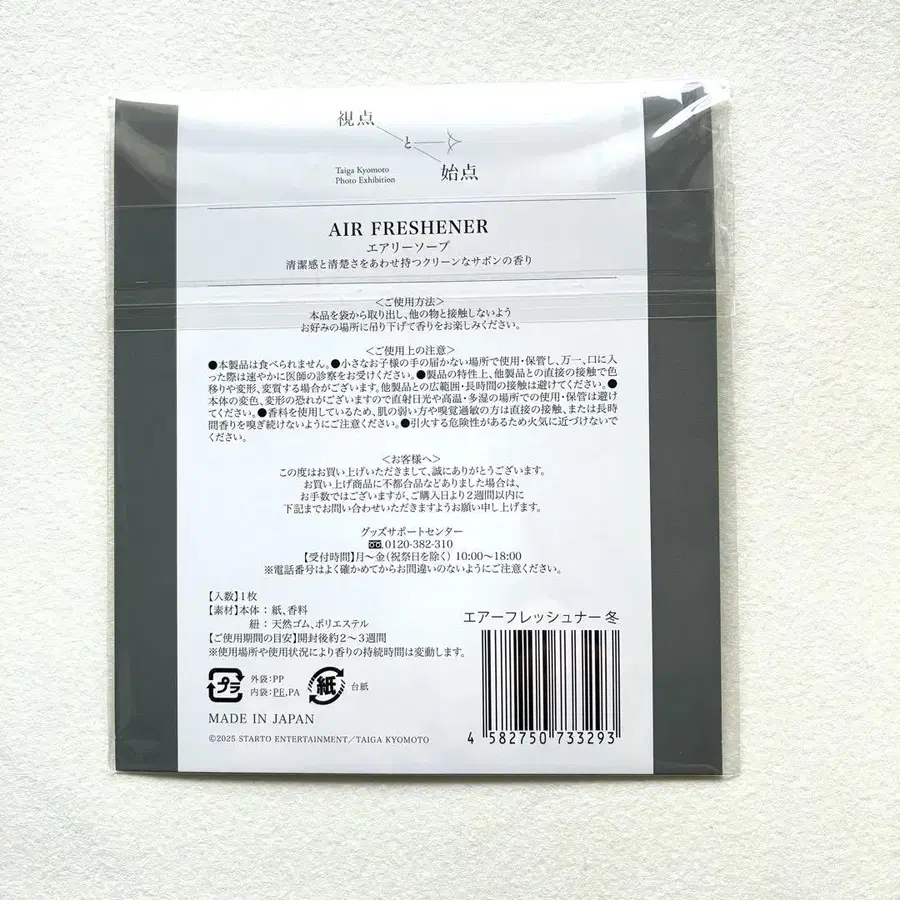 視点
と
始点
Taiga Kyomoto
Photo Exhibition
AIR FRESHENER
エアリーソープ
清潔感と清楚さをあわせ持つクリーンなサボンの香り
＜ご使用方法＞
本品を袋から取り出し、他の物と接触しないよう
お好みの場所に吊り下げて香りをお楽しみください。
＜ご使用上の注意＞
●本製品は食べられません。●小さなお子様の手の届かない場所で使用・保管し、万一、口に入
った際は速やかに医師の診察をお受けください。●製品の特性上、他製品との直接の接触で色
移りや変形、変質する場合がございます。他製品との広範囲・長時間の接触は避けてください。●
本体の変色、変形の恐れがございますので直射日光や高温・多湿の場所での使用・保管は避け
てください。●香料を使用しているため、肌の弱い方や嗅覚過敏の方は直接の接触、または長時
間香りを嗅ぎ続けないようにご注意ください。●引火する危険性があるため火気に近づけないで
ください。
＜お客様へ＞
この度はお買い上げいただきまして、誠にありがとうございます。
お買い上げ商品に不都合品などありました場合は、
お手数ではございますが、ご購入日より2週間以内に
下記までお問い合わせいただきますようお願い申し上げます。
グッズサポートセンター
0120-382-310
【受付時間】月～金（祝祭日を除く）10:00～18:00
※電話番号はよく確かめてからお間違いのないようにご注意ください。
【入数】1枚
【素材】本体：紙、香料
紐：天然ゴム、ポリエステル
【ご使用期間の目安】開封後約2～3週間
※使用場所や使用状況により香りの持続時間は変動します。
エアーフレッシュナー 冬
プラ
外袋：PP
内袋：PE,PA
紙
台紙
MADE IN JAPAN
©2025 STARTO ENTERTAINMENT／TAIGA KYOMOTO
4 582750 733293